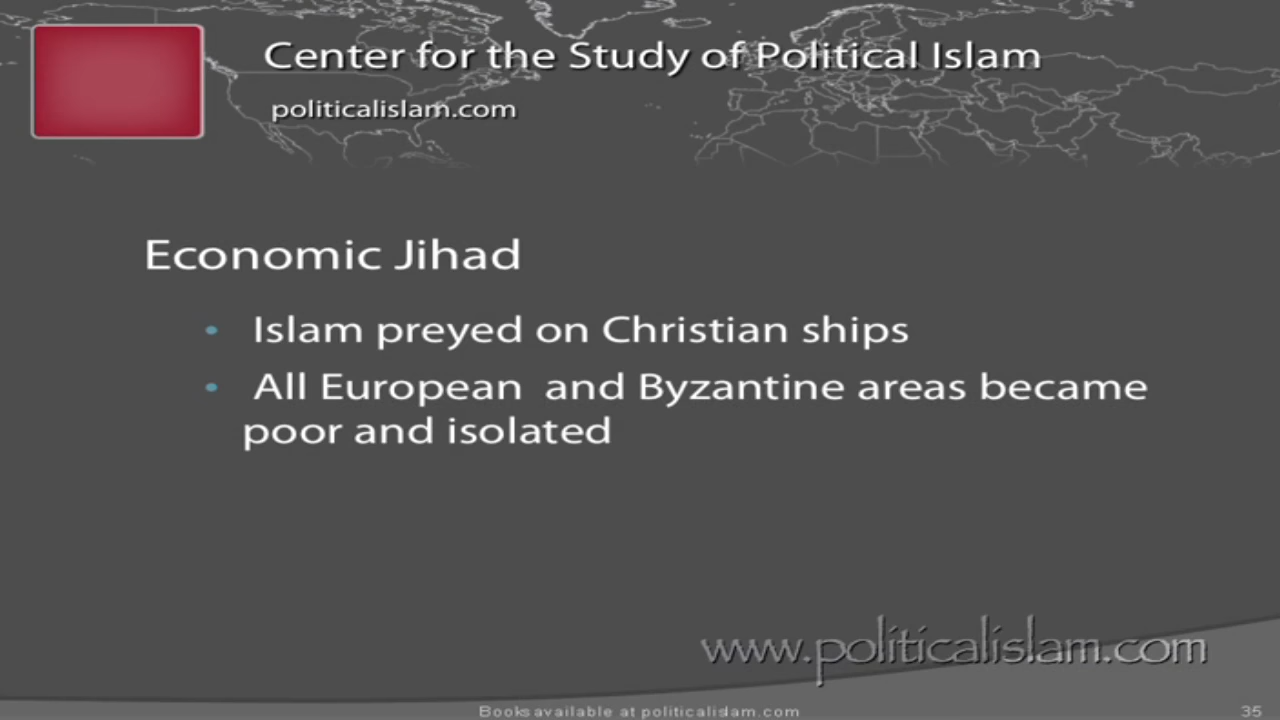 Center for the Study of Political Islam
politicalislam.com
Economic Jihad
• Islam preyed on Christian ships
• All European and Byzantine areas became
poor and isolated
www.politicalislam.com
Books available at politicalislam.com
35